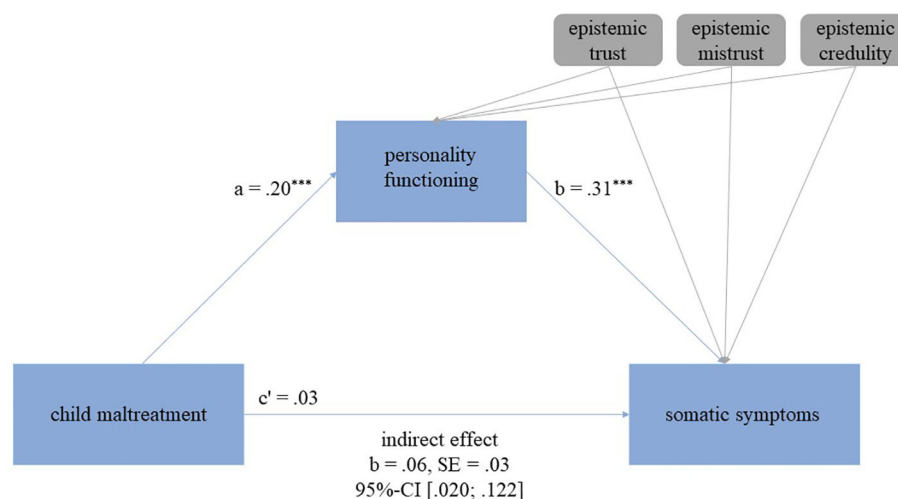 epistemic
trust
epistemic
mistrust
epistemic
credulity
personality
functioning
a = .20***
b = .31***
child maltreatment
c' = .03
somatic symptoms
indirect effect
b = .06, SE = .03
95%-CI [.020; .122]